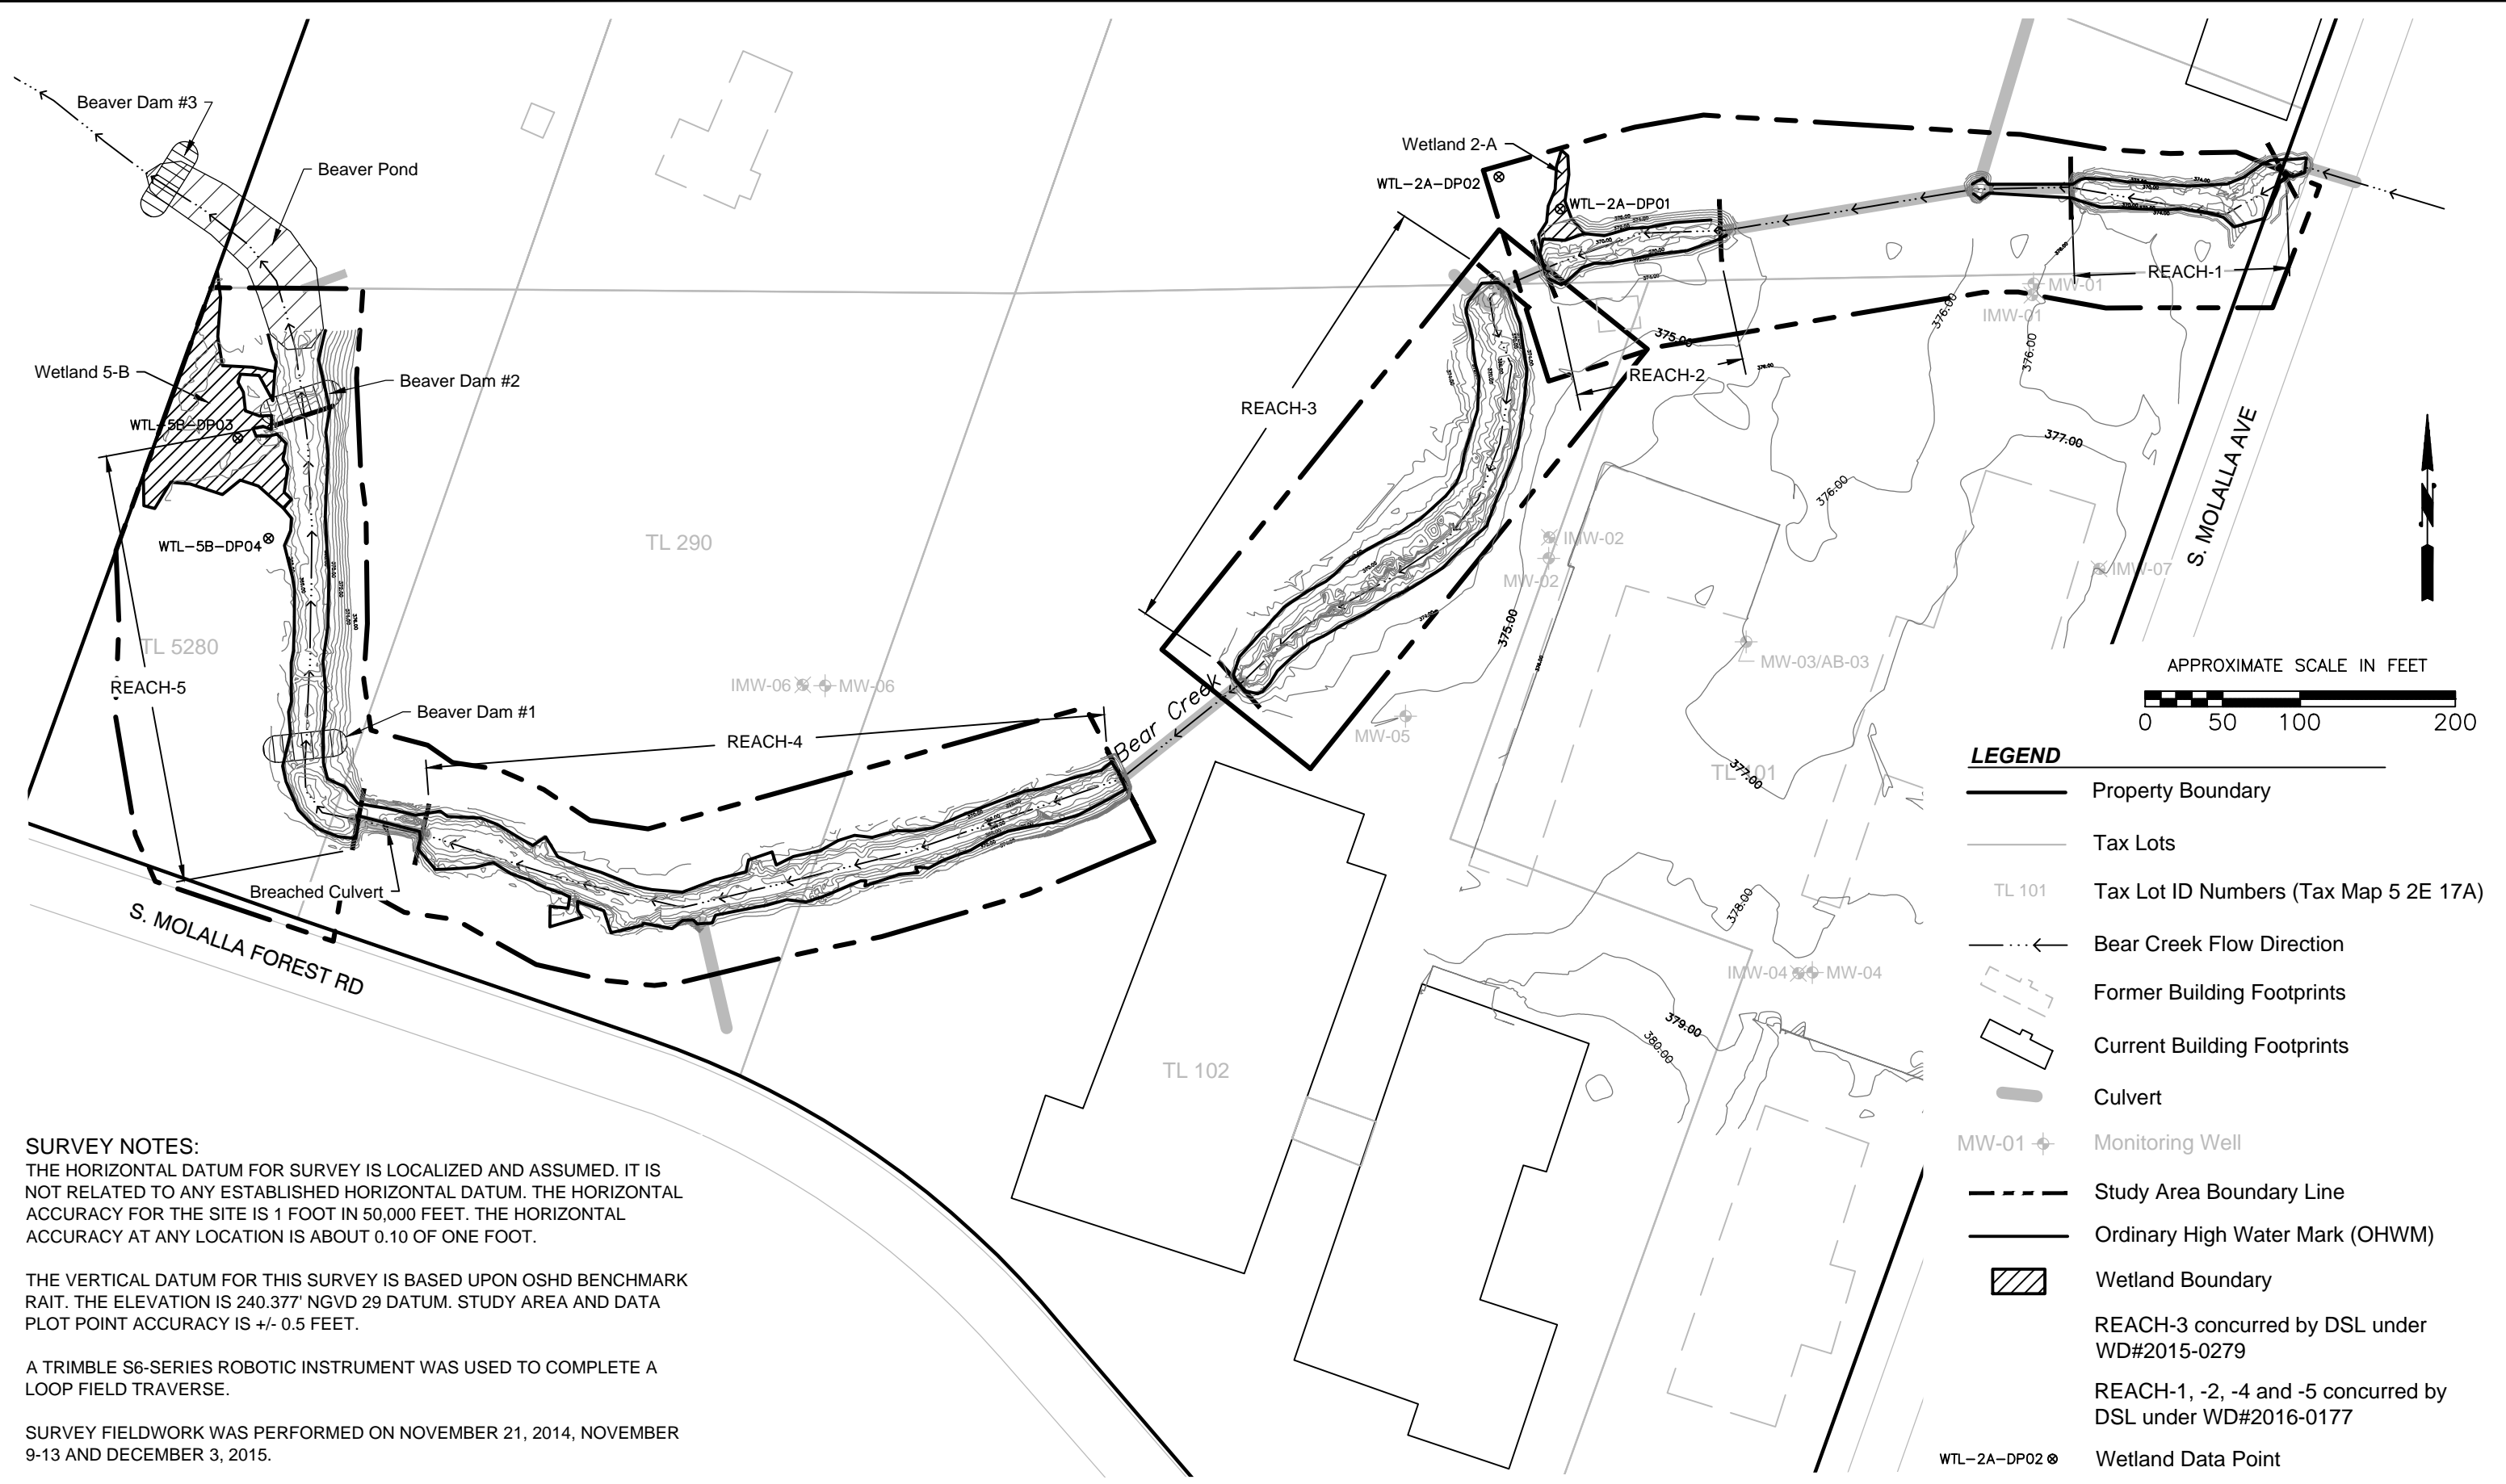 Beaver Dam #3
Beaver Pond
Wetland 5-B
Beaver Dam #2
WTL-5B-DP03
WTL-5B-DP04
TL 5280
REACH-5
Beaver Dam #1
Breached Culvert
S. MOLALLA FOREST RD
TL 290
IMW-06
MW-06
REACH-4
Bear Creek
REACH-3
Wetland 2-A
WTL-2A-DP02
WTL-2A-DP01
REACH-2
REACH-1
MW-01
IMW-01
376.00
376.00
376.00
375.00
375.00
377.00
377.00
378.00
379.00
380.00
IMW-02
MW-02
MW-03/AB-03
MW-05
IMW-07
TL 101
IMW-04
MW-04
TL 102
S. MOLALLA AVE
N
APPROXIMATE SCALE IN FEET
0 50 100 200
LEGEND
Property Boundary
Tax Lots
TL 101 Tax Lot ID Numbers (Tax Map 5 2E 17A)
Bear Creek Flow Direction
Former Building Footprints
Current Building Footprints
Culvert
MW-01 Monitoring Well
Study Area Boundary Line
Ordinary High Water Mark (OHWM)
Wetland Boundary
REACH-3 concurred by DSL under
WD#2015-0279
REACH-1, -2, -4 and -5 concurred by
DSL under WD#2016-0177
WTL-2A-DP02 Wetland Data Point
SURVEY NOTES:
THE HORIZONTAL DATUM FOR SURVEY IS LOCALIZED AND ASSUMED. IT IS
NOT RELATED TO ANY ESTABLISHED HORIZONTAL DATUM. THE HORIZONTAL
ACCURACY FOR THE SITE IS 1 FOOT IN 50,000 FEET. THE HORIZONTAL
ACCURACY AT ANY LOCATION IS ABOUT 0.10 OF ONE FOOT.
THE VERTICAL DATUM FOR THIS SURVEY IS BASED UPON OSHD BENCHMARK
RAIT. THE ELEVATION IS 240.377' NGVD 29 DATUM. STUDY AREA AND DATA
PLOT POINT ACCURACY IS +/- 0.5 FEET.
A TRIMBLE S6-SERIES ROBOTIC INSTRUMENT WAS USED TO COMPLETE A
LOOP FIELD TRAVERSE.
SURVEY FIELDWORK WAS PERFORMED ON NOVEMBER 21, 2014, NOVEMBER
9-13 AND DECEMBER 3, 2015.